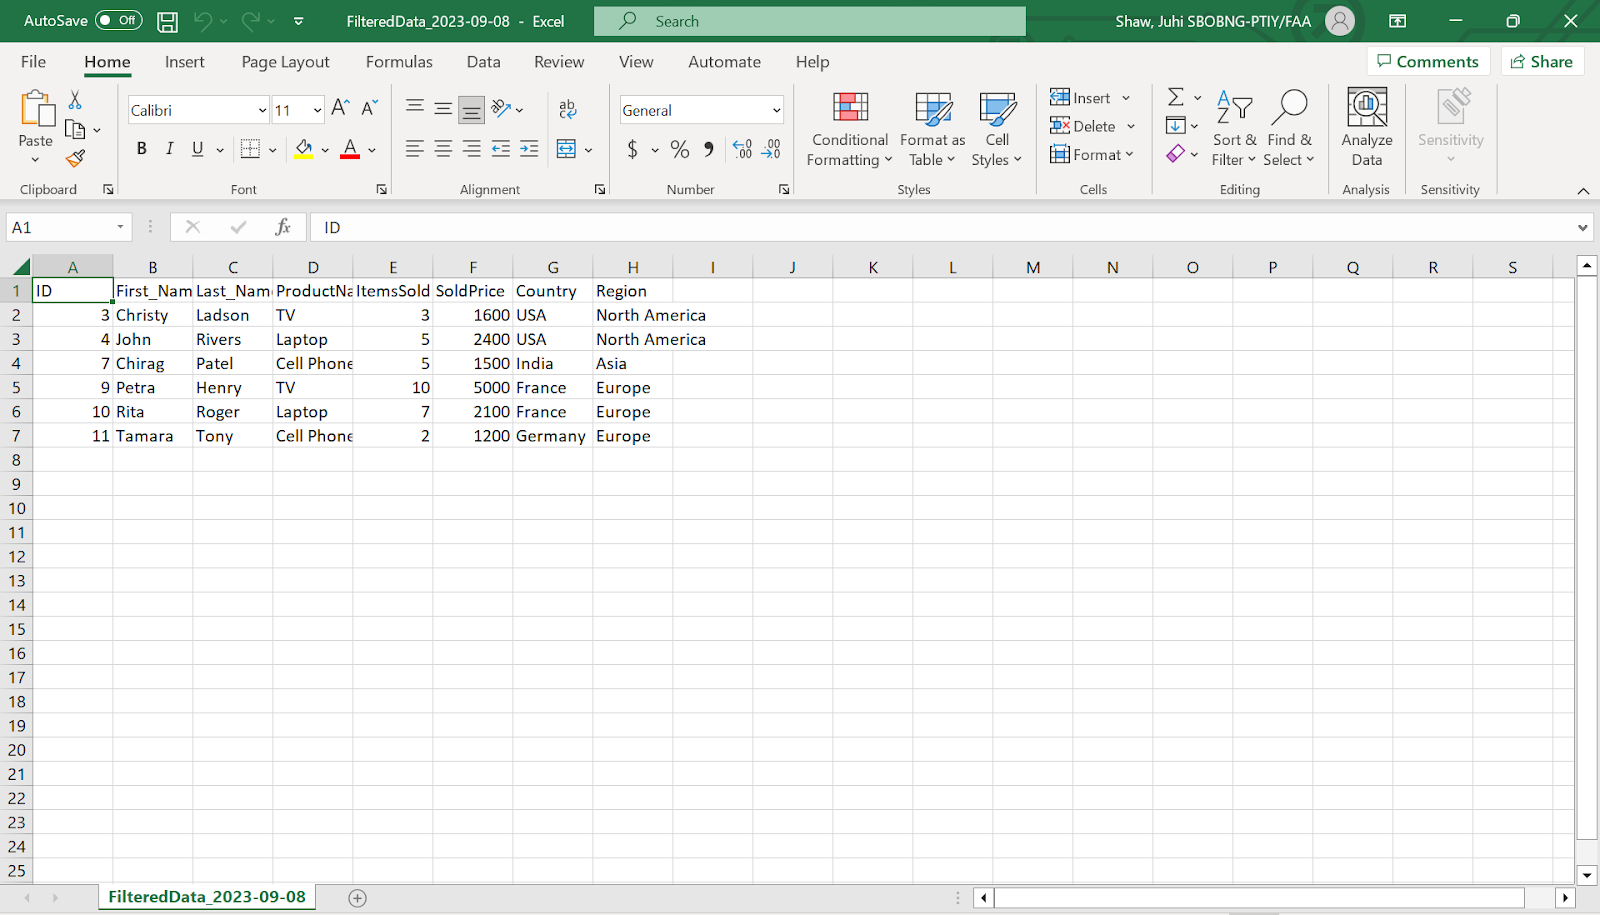 AutoSave Off FilteredData_2023-09-08 - Excel Search Shaw, Juhi SBOBNG-PTIY/FAA
File Home Insert Page Layout Formulas Data Review View Automate Help Comments Share
Paste
Calibri 11
B I U A
ab
General
$ % 9 .00 .00
Conditional Formatting
Format as Table
Cell Styles
Insert
Delete
Format
Sort & Filter
Find & Select
Analyze Data
Sensitivity
Clipboard Font Alignment Number Styles Cells Editing Analysis Sensitivity
A1 fx ID
A B C D E F G H I J K L M N O P Q R S
1 ID First_Nam Last_Nam ProductNa ItemsSold SoldPrice Country Region
2 3 Christy Ladson TV 3 1600 USA North America
3 4 John Rivers Laptop 5 2400 USA North America
4 7 Chirag Patel Cell Phone 5 1500 India Asia
5 9 Petra Henry TV 10 5000 France Europe
6 10 Rita Roger Laptop 7 2100 France Europe
7 11 Tamara Tony Cell Phone 2 1200 Germany Europe
8
9
10
11
12
13
14
15
16
17
18
19
20
21
22
23
24
25
FilteredData_2023-09-08